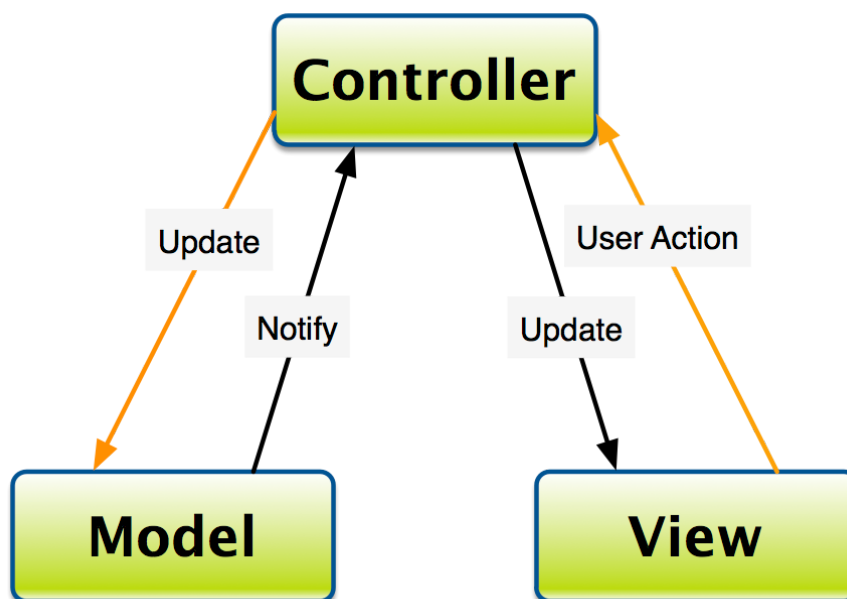 Controller
Update
User Action
Notify
Update
Model
View